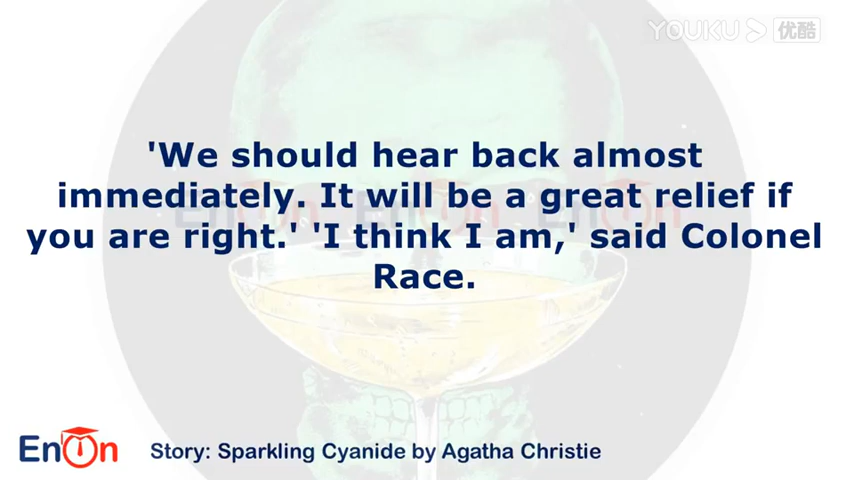 YOUKU 优酷
'We should hear back almost
immediately. It will be a great relief if
you are right.' 'I think I am,' said Colonel
Race.
EnOn
Story: Sparkling Cyanide by Agatha Christie